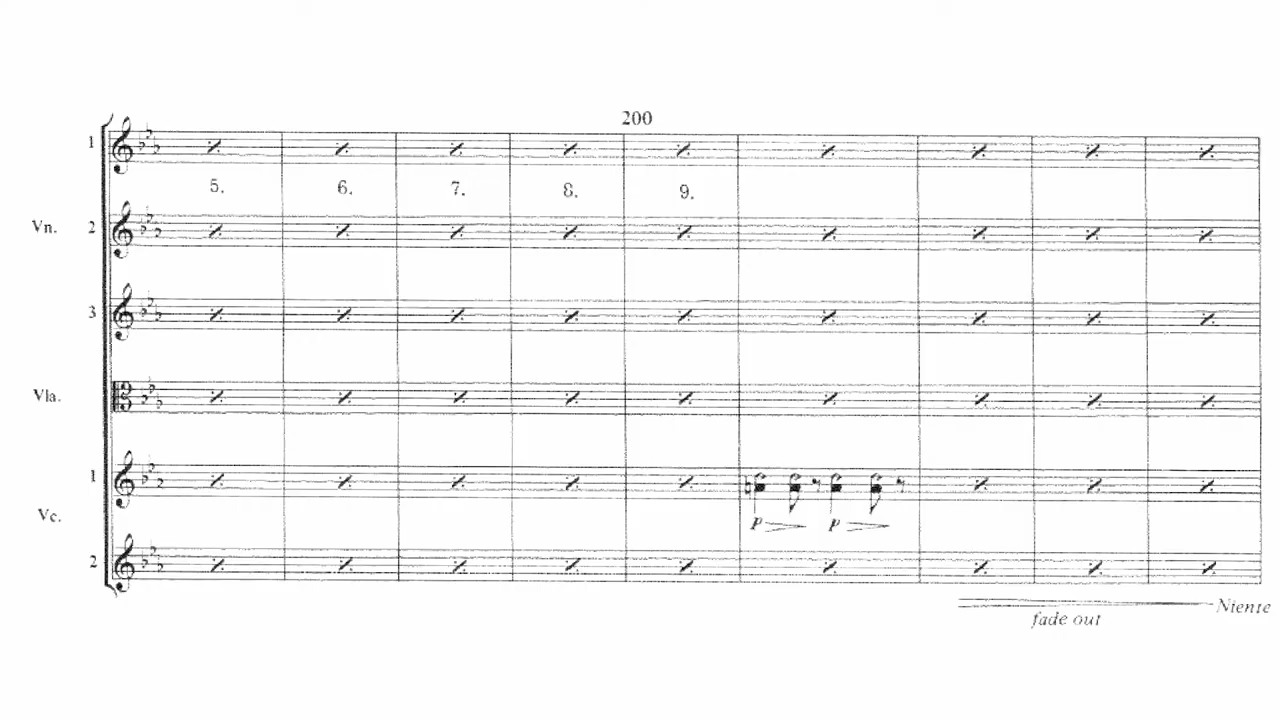 200
1
5. 6. 7. 8. 9.
Vn. 2
3
Vla.
1
Vc.
p p
2
Niente
fade out